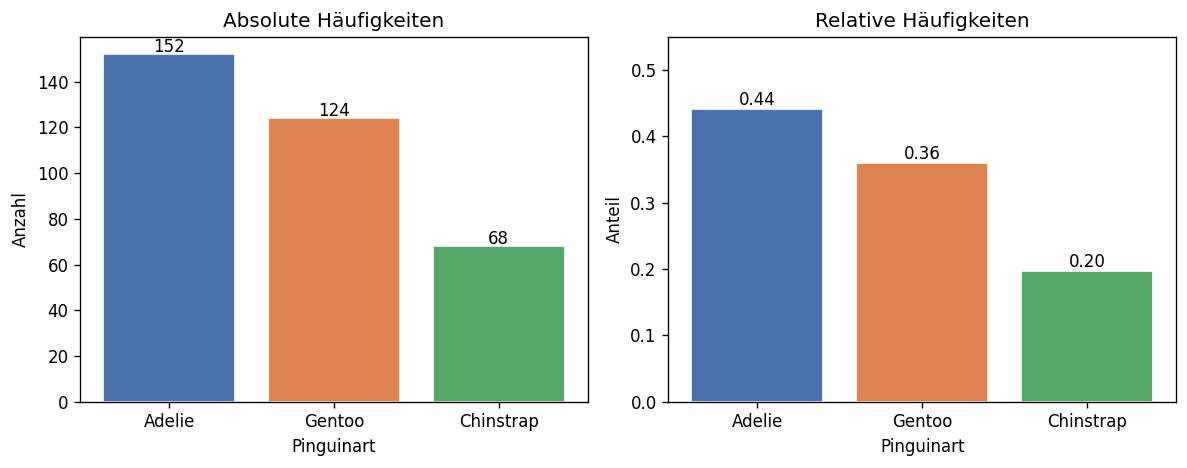 Absolute Häufigkeiten
152
124
68
140
120
100
80
60
40
20
0
Anzahl
Adelie Gentoo Chinstrap
Pinguinart
Relative Häufigkeiten
0.44
0.36
0.20
0.5
0.4
0.3
0.2
0.1
0.0
Anteil
Adelie Gentoo Chinstrap
Pinguinart